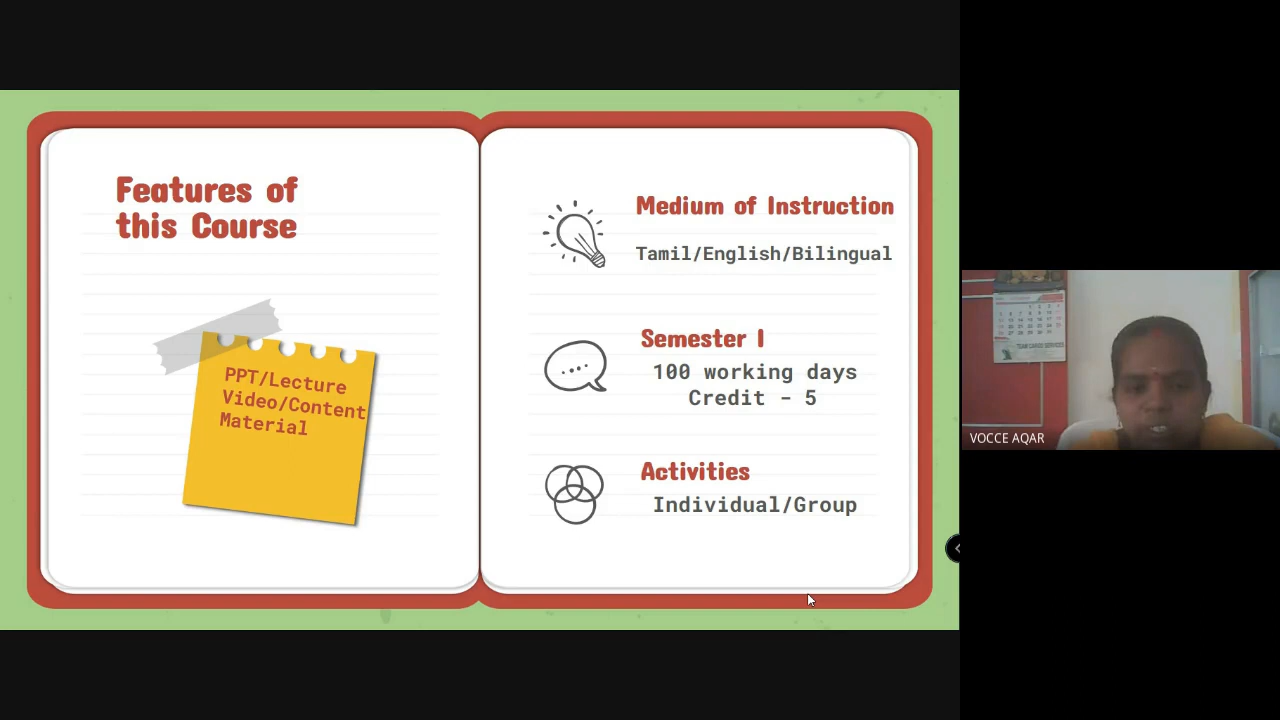 Features of
this Course
PPT/Lecture
Video/Content
Material
Medium of Instruction
Tamil/English/Bilingual
Semester I
100 working days
Credit - 5
Activities
Individual/Group
VOCCE AQAR